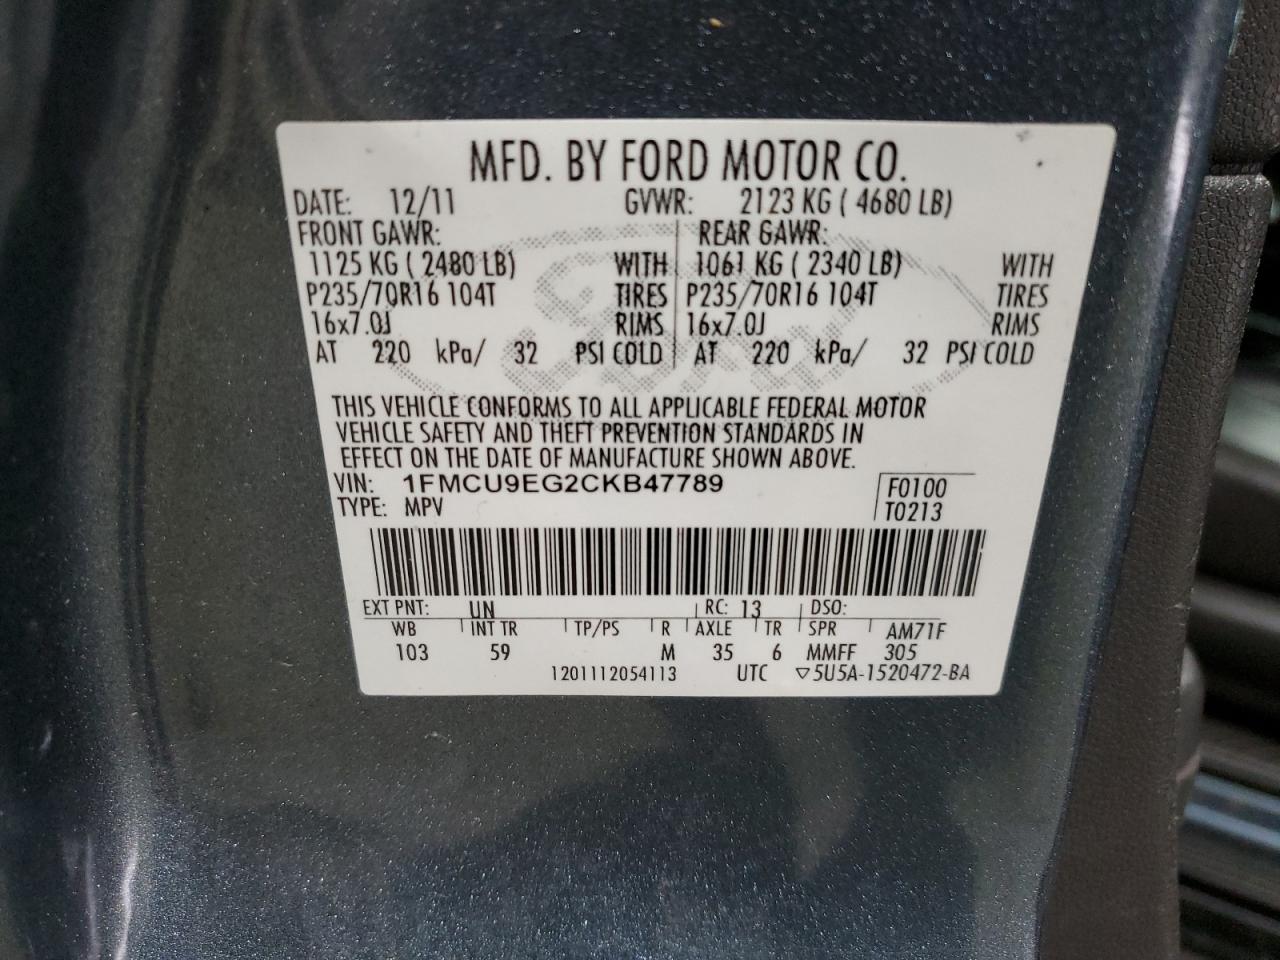 MFD. BY FORD MOTOR CO.
DATE: 12/11 GVWR: 2123 KG ( 4680 LB)
FRONT GAWR: REAR GAWR:
1125 KG ( 2480 LB) WITH 1061 KG ( 2340 LB) WITH
P235/70R16 104T TIRES P235/70R16 104T TIRES
16x7.0J RIMS 16x7.0J RIMS
AT 220 kPa/ 32 PSI COLD AT 220 kPa/ 32 PSI COLD
Ford
THIS VEHICLE CONFORMS TO ALL APPLICABLE FEDERAL MOTOR
VEHICLE SAFETY AND THEFT PREVENTION STANDARDS IN
EFFECT ON THE DATE OF MANUFACTURE SHOWN ABOVE.
VIN: 1FMCU9EG2CKB47789 F0100
TYPE: MPV T0213
EXT PNT: UN RC: 13 DSO:
WB INT TR TP/PS R AXLE TR SPR AM71F
103 59 M 35 6 MMFF 305
1201112054113 UTC ▽5U5A-1520472-BA